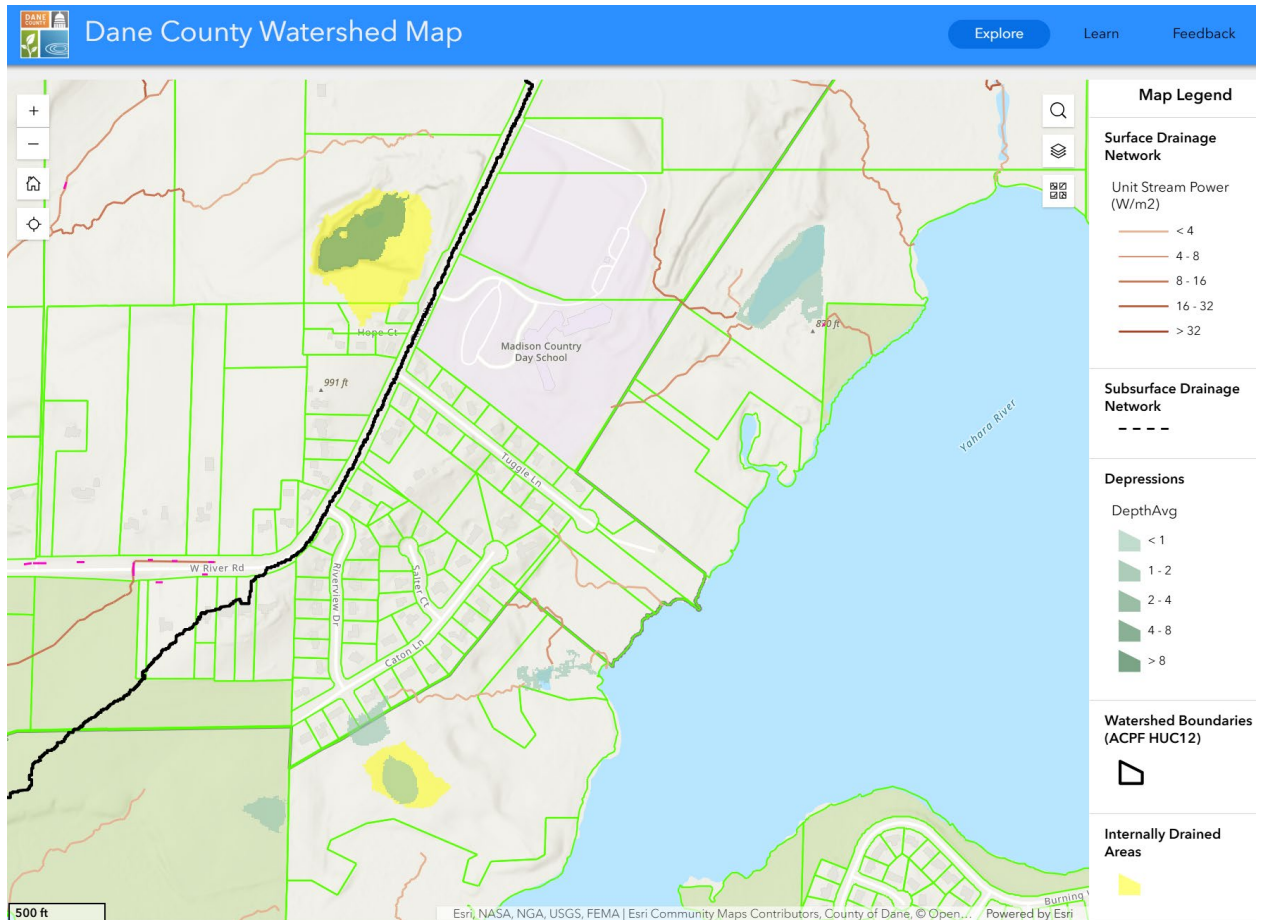 DANE
COUNTY
Dane County Watershed Map
Explore
Learn
Feedback
+
−
Hope Ct
991 ft
Madison Country
Day School
820 ft
Yahara River
Tuggle Ln
W River Rd
Riverview Dr
Salter Ct
Caton Ln
500 ft
Esri, NASA, NGA, USGS, FEMA | Esri Community Maps Contributors, County of Dane, © Open...
Powered by Esri
Burning
Map Legend
Surface Drainage
Network
Unit Stream Power
(W/m2)
< 4
4 - 8
8 - 16
16 - 32
> 32
Subsurface Drainage
Network
Depressions
DepthAvg
< 1
1 - 2
2 - 4
4 - 8
> 8
Watershed Boundaries
(ACPF HUC12)
Internally Drained
Areas